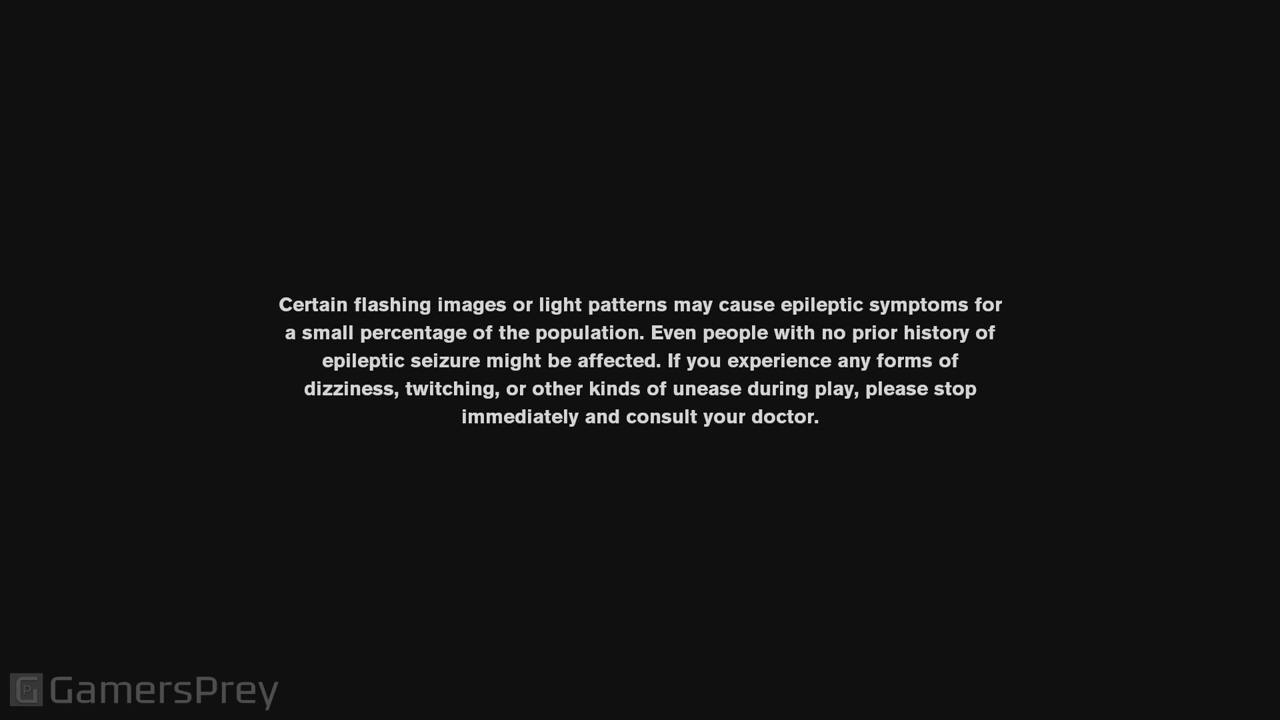 Certain flashing images or light patterns may cause epileptic symptoms for
a small percentage of the population. Even people with no prior history of
epileptic seizure might be affected. If you experience any forms of
dizziness, twitching, or other kinds of unease during play, please stop
immediately and consult your doctor.
GamersPrey